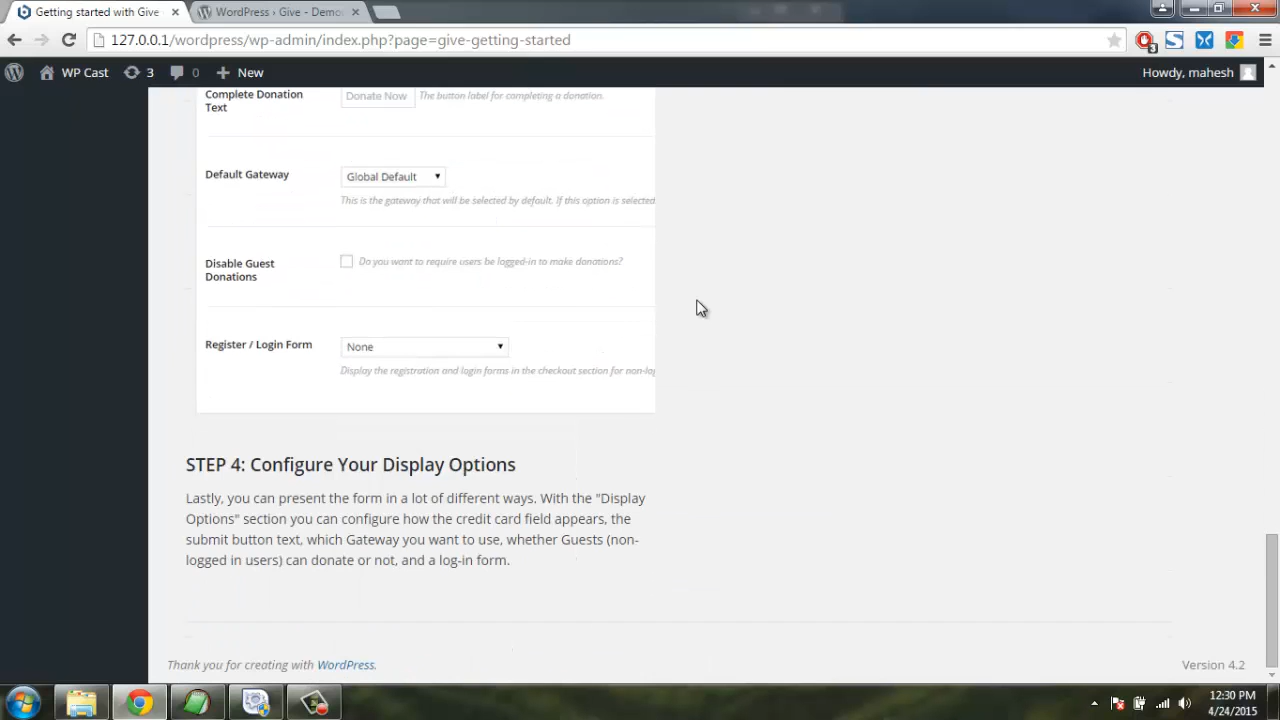 Getting started with Give
WordPress › Give - Demo
127.0.0.1/wordpress/wp-admin/index.php?page=give-getting-started
3
WP Cast 3 0 New
Howdy, mahesh
Complete Donation
Text
Donate Now The button label for completing a donation.
Default Gateway
Global Default
This is the gateway that will be selected by default. If this option is selected
Disable Guest
Donations
Do you want to require users be logged-in to make donations?
Register / Login Form
None
Display the registration and login forms in the checkout section for non-log
STEP 4: Configure Your Display Options
Lastly, you can present the form in a lot of different ways. With the "Display
Options" section you can configure how the credit card field appears, the
submit button text, which Gateway you want to use, whether Guests (non-
logged in users) can donate or not, and a log-in form.
Thank you for creating with WordPress.
Version 4.2
12:30 PM
4/24/2015